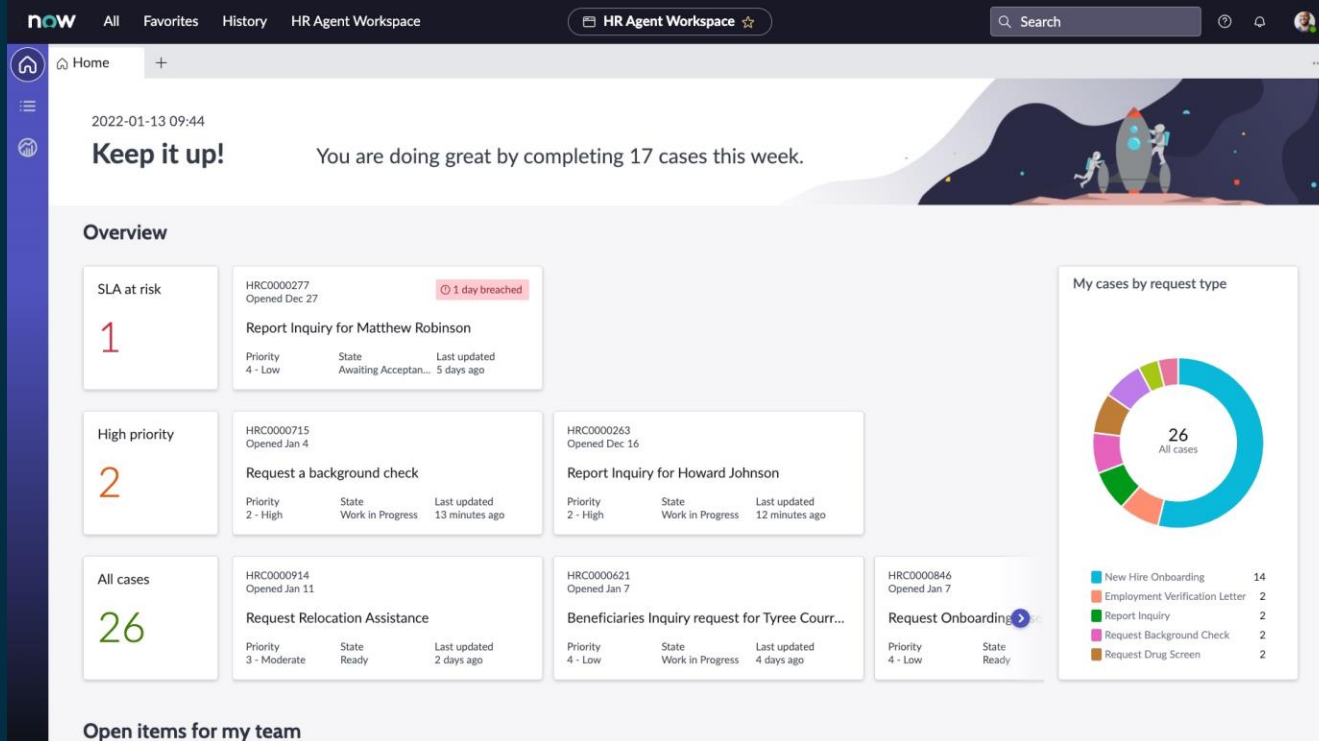 now All Favorites History HR Agent Workspace HR Agent Workspace Search
Home
2022-01-13 09:44
Keep it up! You are doing great by completing 17 cases this week.
Overview
SLA at risk
1
HRC0000277
Opened Dec 27
1 day breached
Report Inquiry for Matthew Robinson
Priority State Last updated
4 - Low Awaiting Acceptan... 5 days ago
High priority
2
HRC0000715
Opened Jan 4
Request a background check
Priority State Last updated
2 - High Work in Progress 13 minutes ago
HRC0000263
Opened Dec 16
Report Inquiry for Howard Johnson
Priority State Last updated
2 - High Work in Progress 12 minutes ago
All cases
26
HRC0000914
Opened Jan 11
Request Relocation Assistance
Priority State Last updated
3 - Moderate Ready 2 days ago
HRC0000621
Opened Jan 7
Beneficiaries Inquiry request for Tyree Courr...
Priority State Last updated
4 - Low Work in Progress 4 days ago
HRC0000846
Opened Jan 7
Request Onboarding
Priority State
4 - Low Ready
My cases by request type
26
All cases
New Hire Onboarding 14
Employment Verification Letter 2
Report Inquiry 2
Request Background Check 2
Request Drug Screen 2
Open items for my team